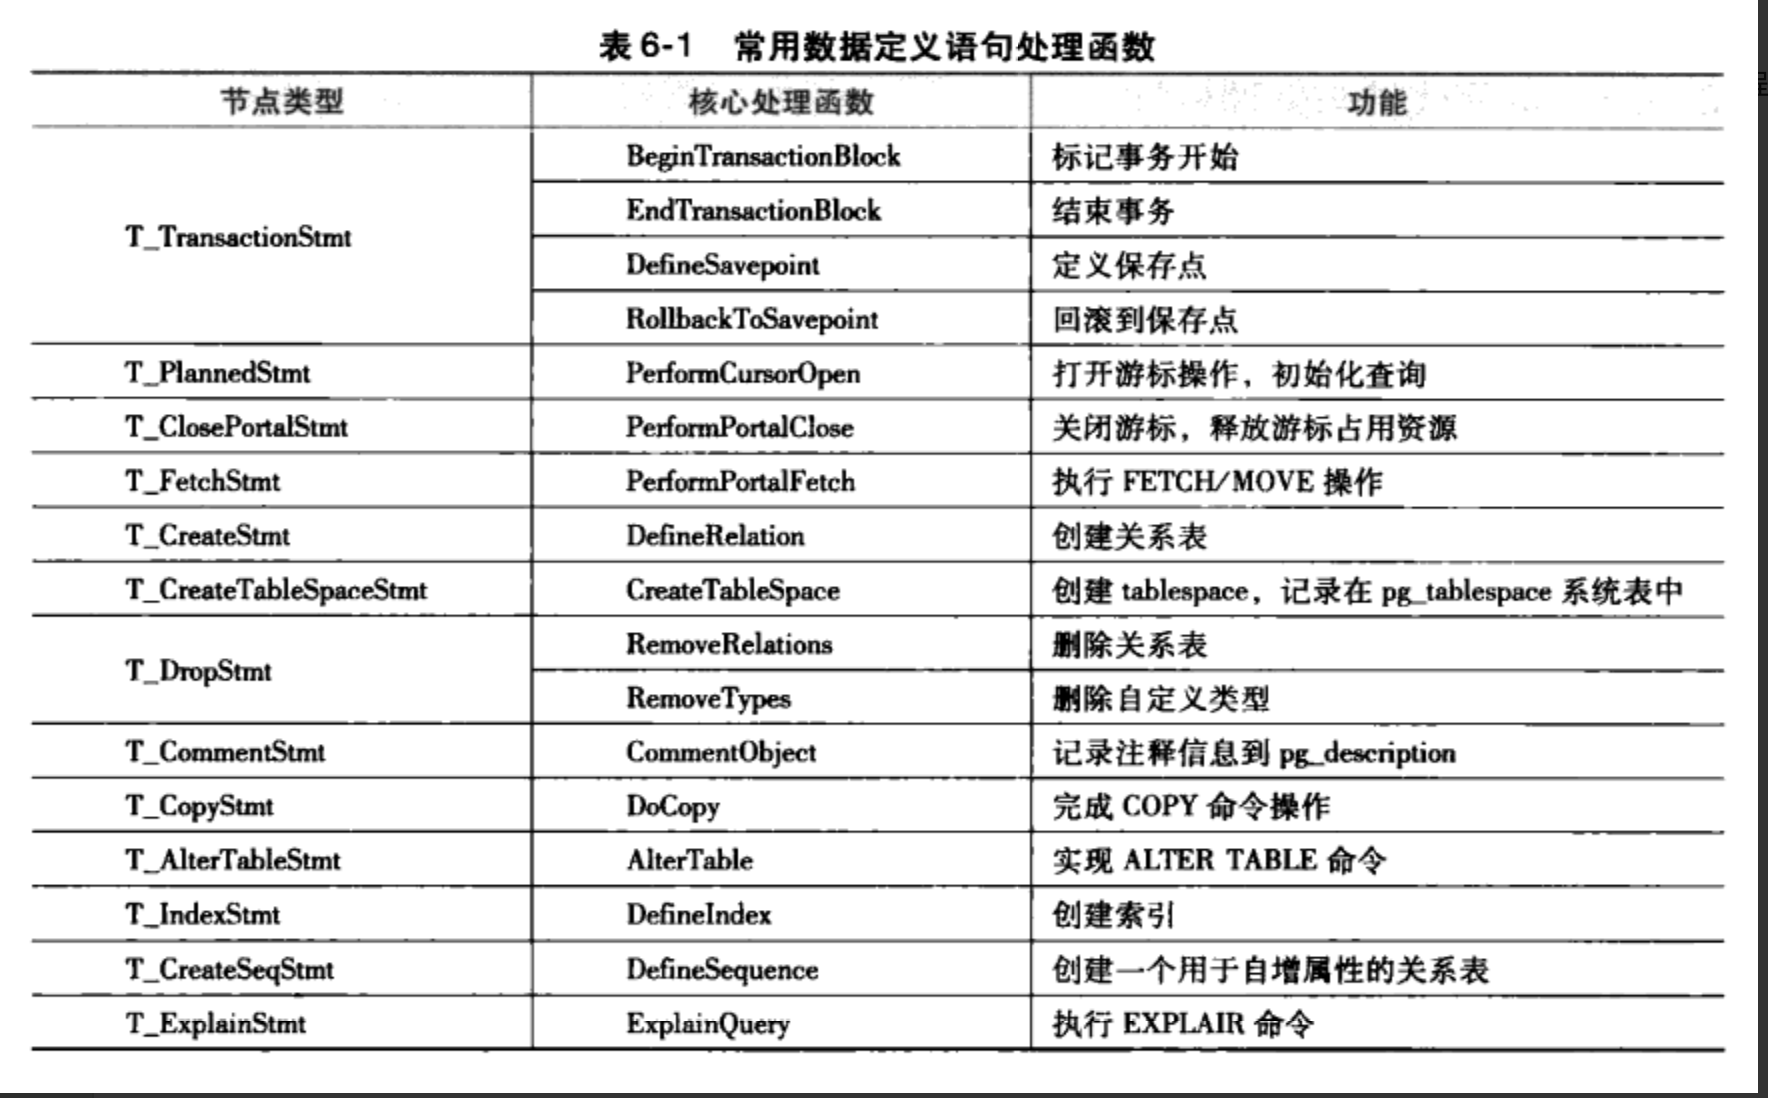 表 6-1 常用数据定义语句处理函数
节点类型 核心处理函数 功能
T_TransactionStmt
BeginTransactionBlock 标记事务开始
EndTransactionBlock 结束事务
DefineSavepoint 定义保存点
RollbackToSavepoint 回滚到保存点
T_PlannedStmt PerformCursorOpen 打开游标操作，初始化查询
T_ClosePortalStmt PerformPortalClose 关闭游标，释放游标占用资源
T_FetchStmt PerformPortalFetch 执行 FETCH/MOVE 操作
T_CreateStmt DefineRelation 创建关系表
T_CreateTableSpaceStmt CreateTableSpace 创建 tablespace，记录在 pg_tablespace 系统表中
T_DropStmt
RemoveRelations 删除关系表
RemoveTypes 删除自定义类型
T_CommentStmt CommentObject 记录注释信息到 pg_description
T_CopyStmt DoCopy 完成 COPY 命令操作
T_AlterTableStmt AlterTable 实现 ALTER TABLE 命令
T_IndexStmt DefineIndex 创建索引
T_CreateSeqStmt DefineSequence 创建一个用于自增属性的关系表
T_ExplainStmt ExplainQuery 执行 EXPLAIR 命令